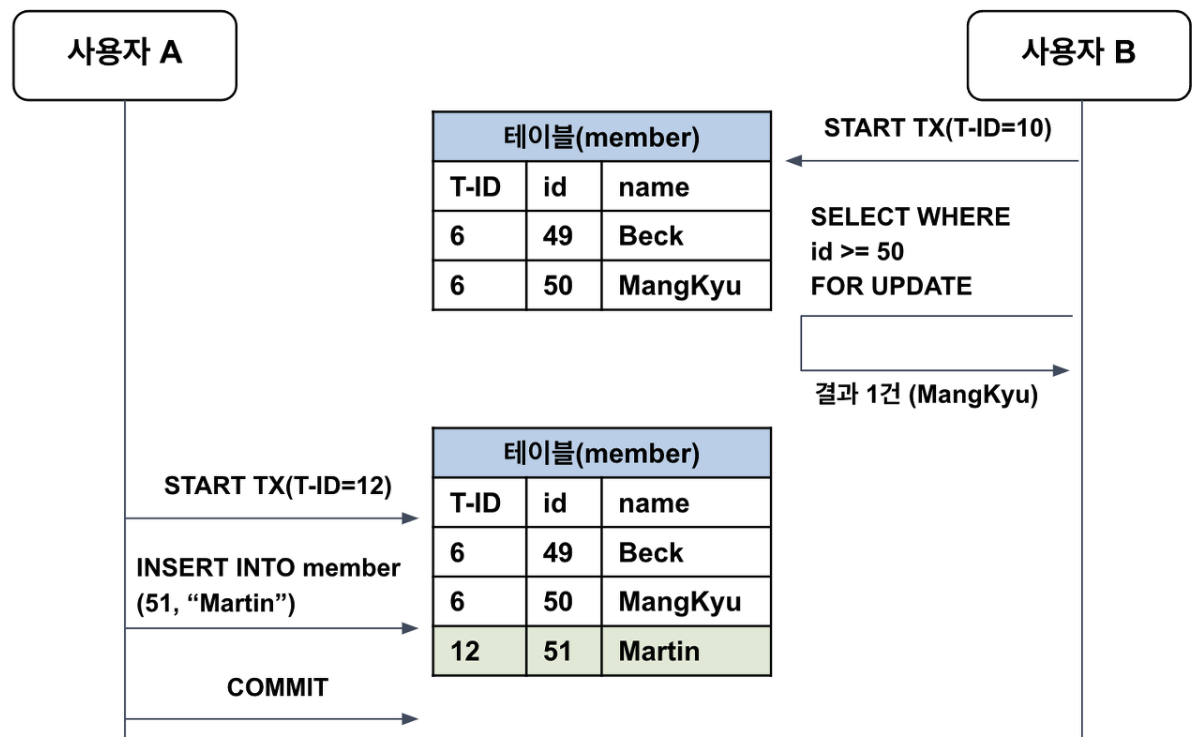 사용자 A
사용자 B
START TX(T-ID=10)
테이블(member)
T-ID id name
6 49 Beck
6 50 MangKyu
SELECT WHERE
id >= 50
FOR UPDATE
결과 1건 (MangKyu)
START TX(T-ID=12)
INSERT INTO member
(51, “Martin”)
COMMIT
테이블(member)
T-ID id name
6 49 Beck
6 50 MangKyu
12 51 Martin